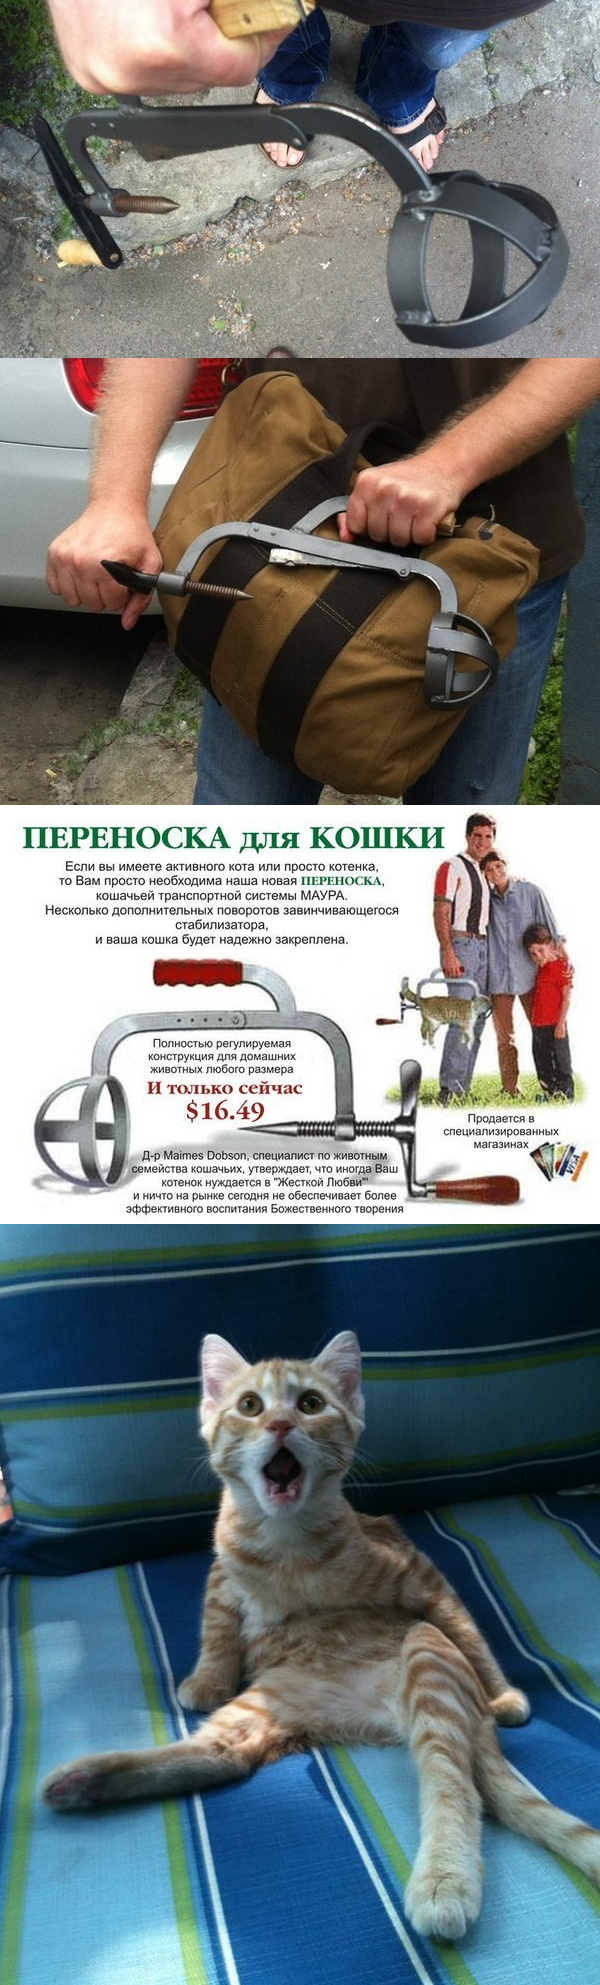 ПЕРЕНОСКА для КОШКИ
Если вы имеете активного кота или просто котенка,
то Вам просто необходима наша новая ПЕРЕНОСКА,
кошачьей транспортной системы МАУРА.
Несколько дополнительных поворотов завинчивающегося
стабилизатора,
и ваша кошка будет надежно закреплена.
Полностью регулируемая
конструкция для домашних
животных любого размера
И только сейчас
$16.49
Продается в
специализированных
магазинах
VISA
Д-р Maimes Dobson, специалист по животным
семейства кошачьих, утверждает, что иногда Ваш
котенок нуждается в "Жесткой Любви"'
и ничто на рынке сегодня не обеспечивает более
эффективного воспитания Божественного творения